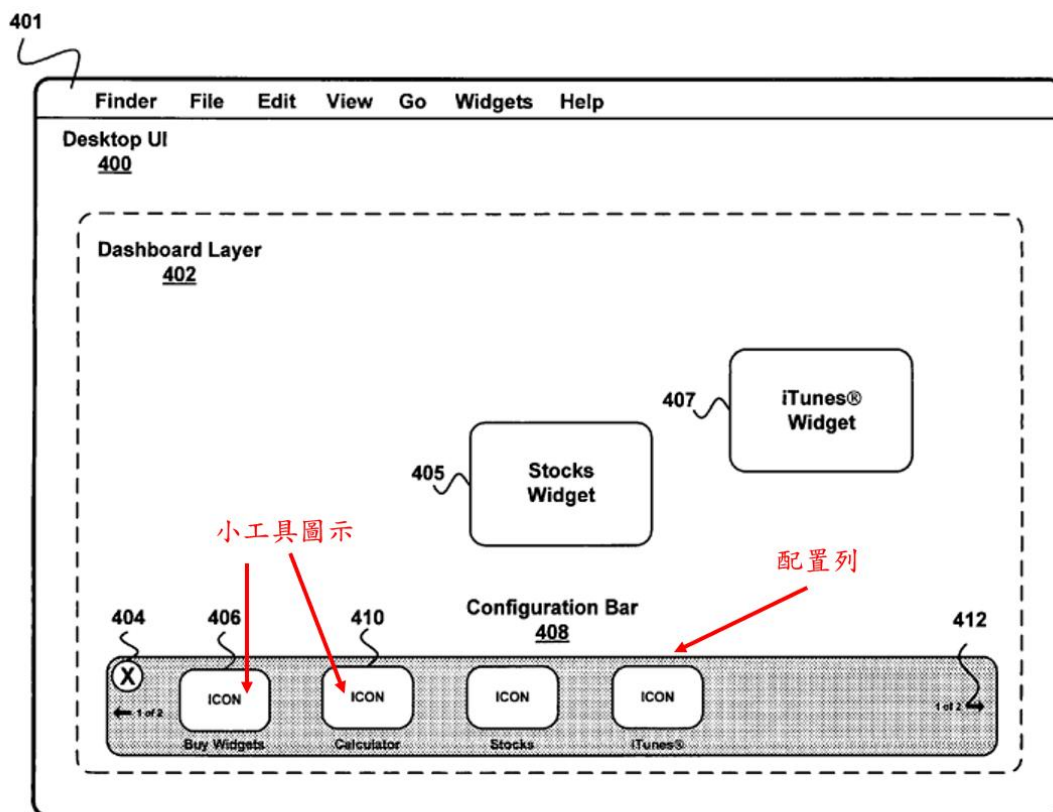 401
Finder File Edit View Go Widgets Help
Desktop UI
400
Dashboard Layer
402
407
iTunes®
Widget
405
Stocks
Widget
小工具圖示
配置列
Configuration Bar
408
404
406
410
412
X
ICON
ICON
ICON
ICON
1 of 2
1 of 2
Buy Widgets
Calculator
Stocks
iTunes®